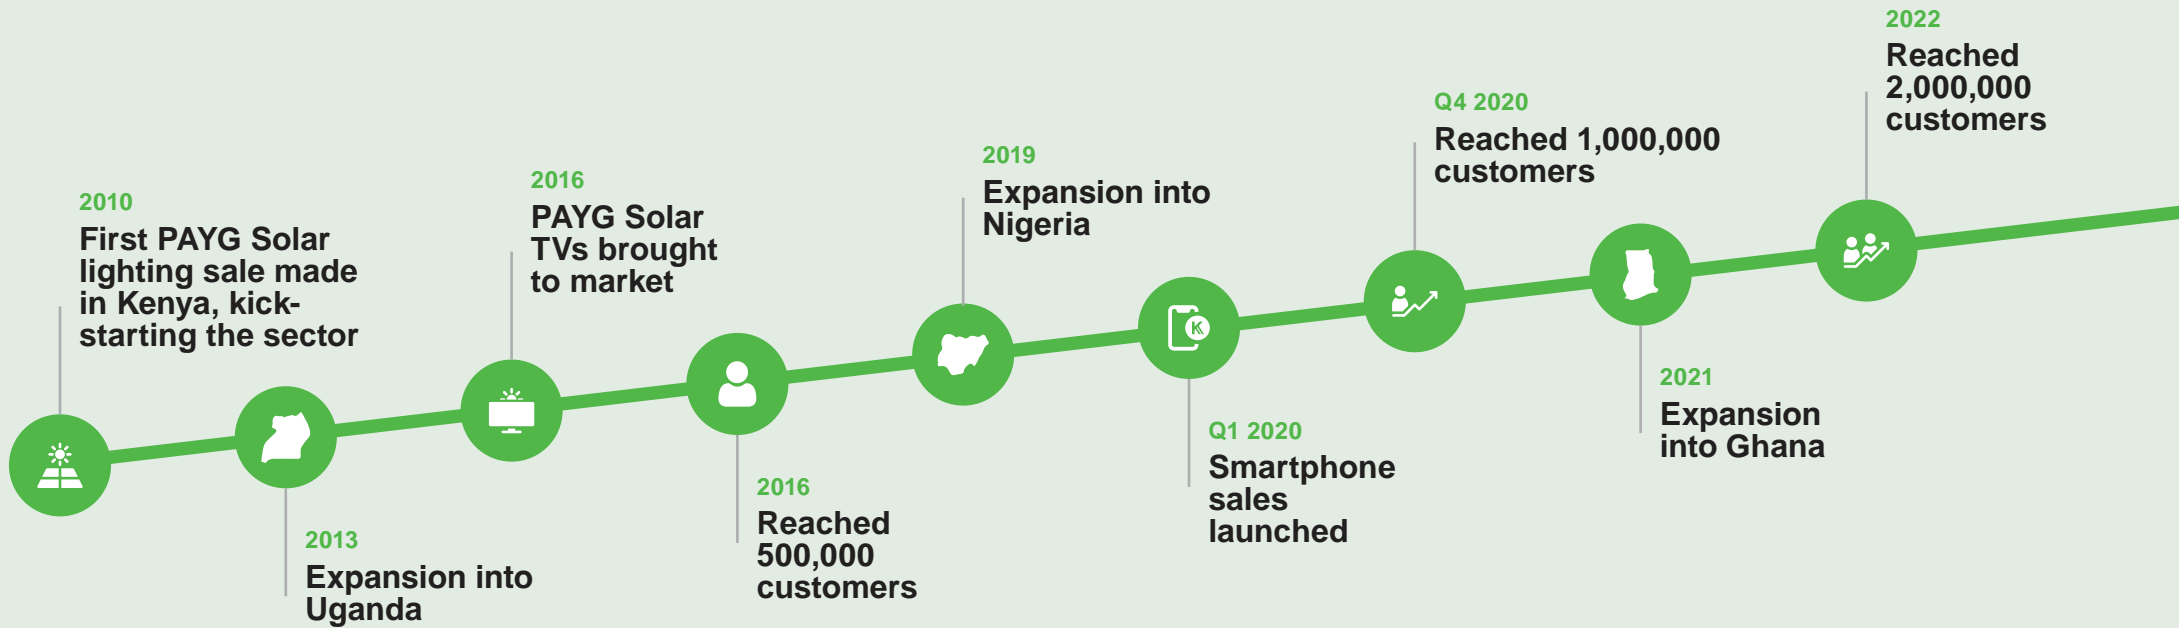 2010
First PAYG Solar
lighting sale made
in Kenya, kick-
starting the sector
2013
Expansion into
Uganda
2016
PAYG Solar
TVs brought
to market
2016
Reached
500,000
customers
2019
Expansion into
Nigeria
Q1 2020
Smartphone
sales
launched
K
Q4 2020
Reached 1,000,000
customers
2021
Expansion
into Ghana
2022
Reached
2,000,000
customers